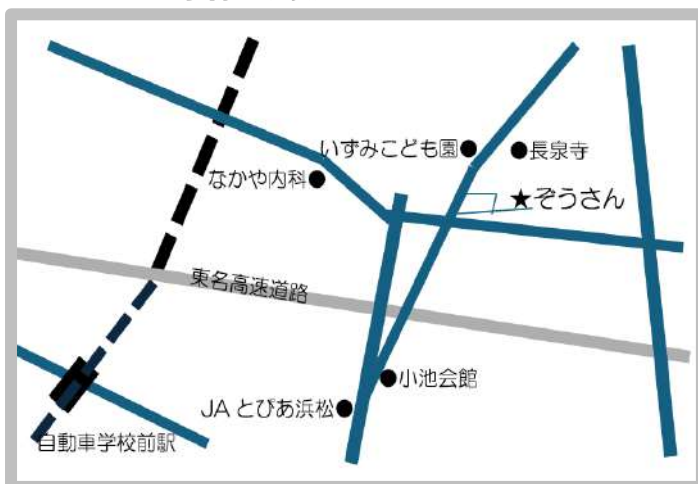 いずみこども園
長泉寺
なかや内科
★ぞうさん
東名高速道路
小池会館
JAとぴあ浜松
自動車学校前駅